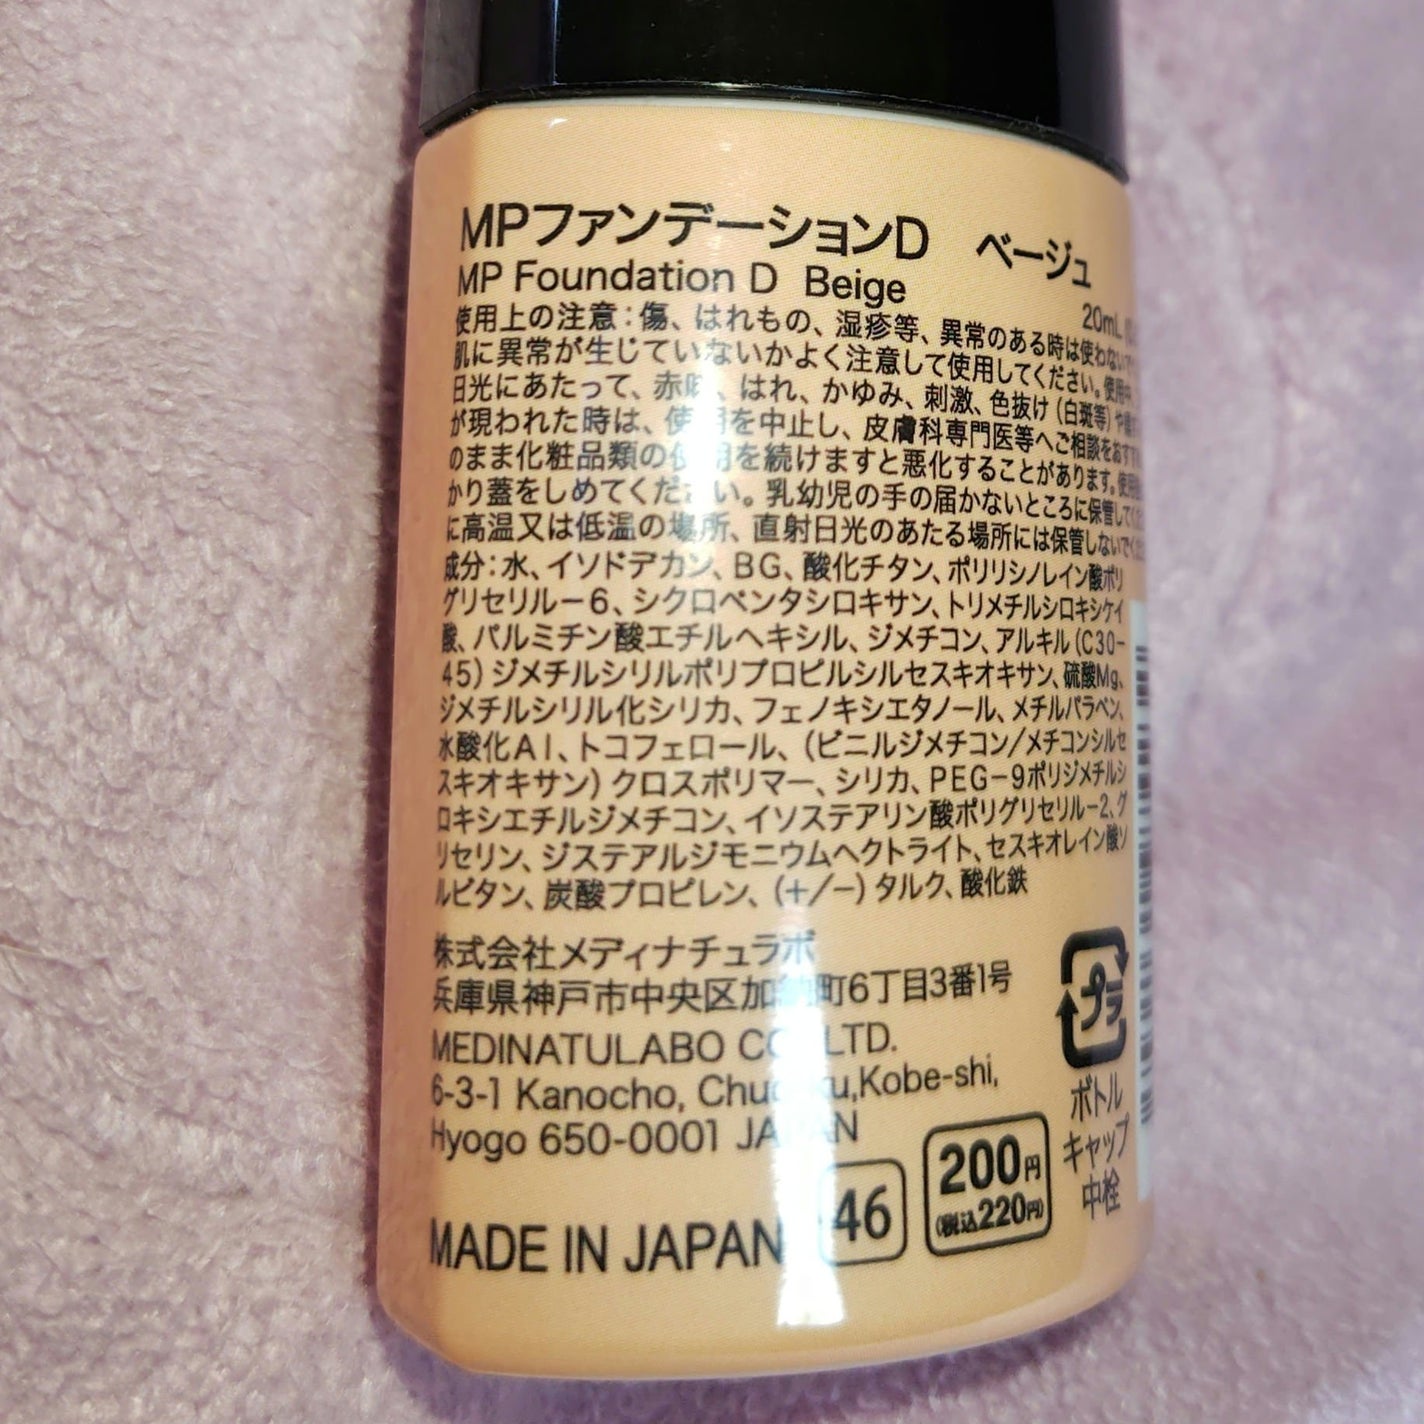 MPファンデーションD ベージュ
MP Foundation D Beige
20mL
使用上の注意：傷、はれもの、湿疹等、異常のある時は使わないで
肌に異常が生じていないかよく注意して使用してください。使用中、
日光にあたって、赤味、はれ、かゆみ、刺激、色抜け(白斑等)や
が現われた時は、使用を中止し、皮膚科専門医等へご相談をおすす
のまま化粧品類の使用を続けますと悪化することがあります。使用
かり蓋をしめてください。乳幼児の手の届かないところに保管して
に高温又は低温の場所、直射日光のあたる場所には保管しないで
成分：水、イソドデカン、BG、酸化チタン、ポリリシノレイン酸ポリ
グリセリル－6、シクロペンタシロキサン、トリメチルシロキシケイ
酸、パルミチン酸エチルヘキシル、ジメチコン、アルキル(C30-
45)ジメチルシリルポリプロピルシルセスキオキサン、硫酸Mg、
ジメチルシリル化シリカ、フェノキシエタノール、メチルパラベン、
水酸化Al、トコフェロール、(ビニルジメチコン/メチコンシルセ
スキオキサン)クロスポリマー、シリカ、PEG－9ポリジメチルシ
ロキシエチルジメチコン、イソステアリン酸ポリグリセリル-2、グ
リセリン、ジステアルジモニウムヘクトライト、セスキオレイン酸ソ
ルビタン、炭酸プロピレン、(+/－)タルク、酸化鉄
株式会社メディナチュラボ
兵庫県神戸市中央区加納町6丁目3番1号
MEDINATULABO CO.,LTD.
6-3-1 Kanocho, Chuo-ku,Kobe-shi,
Hyogo 650-0001 JAPAN
MADE IN JAPAN
46
200円
(税込220円)
プラ
ボトル
キャップ
中栓